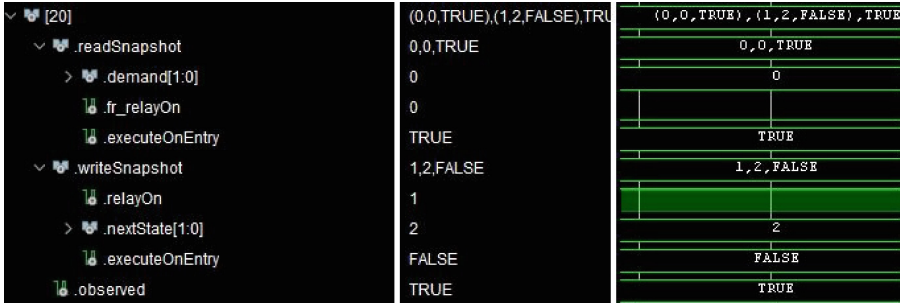 [20] (0,0,TRUE),(1,2,FALSE),TRU (0,0,TRUE),(1,2,FALSE),TRUE
.readSnapshot 0,0,TRUE 0,0,TRUE
.demand[1:0] 0 0
.fr_relayOn 0
.executeOnEntry TRUE TRUE
.writeSnapshot 1,2,FALSE 1,2,FALSE
.relayOn 1
.nextState[1:0] 2 2
.executeOnEntry FALSE FALSE
.observed TRUE TRUE